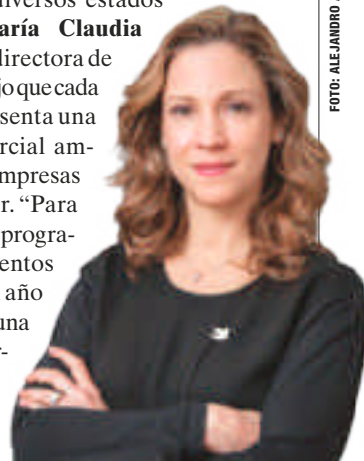 iversos estados
aría Claudia
directora de
jo que cada
senta una
rcial am-
mpresas
r. “Para
progra-
entos
año
una
r-
FOTO: ALEJANDRO